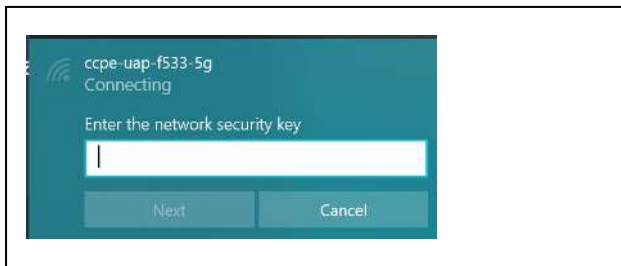 ccpe-uap-f533-5g
Connecting
Enter the network security key
Next
Cancel